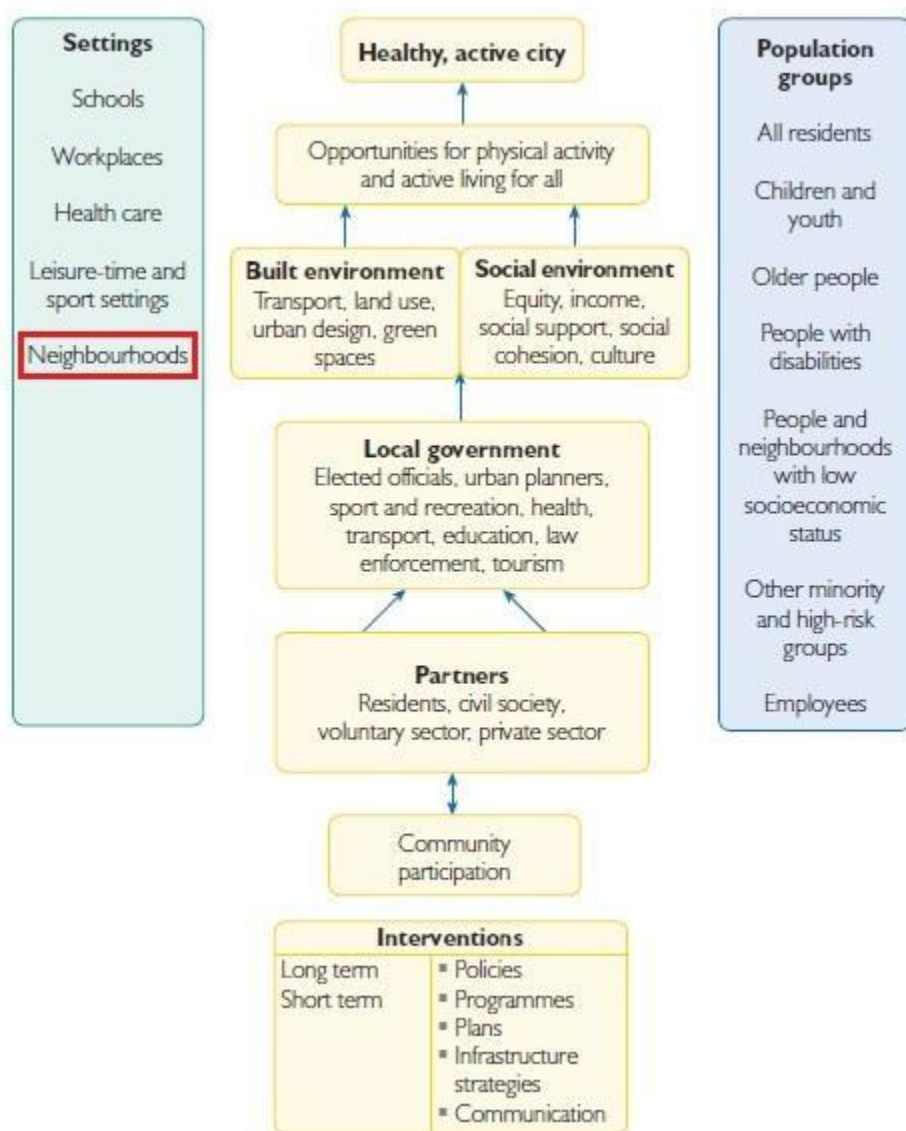 Settings
Schools
Workplaces
Health care
Leisure-time and
sport settings
Neighbourhoods
Healthy, active city
Opportunities for physical activity
and active living for all
Built environment
Transport, land use,
urban design, green
spaces
Social environment
Equity, income,
social support, social
cohesion, culture
Local government
Elected officials, urban planners,
sport and recreation, health,
transport, education, law
enforcement, tourism
Partners
Residents, civil society,
voluntary sector, private sector
Community
participation
Interventions
Long term
Short term
▪ Policies
▪ Programmes
▪ Plans
▪ Infrastructure
strategies
▪ Communication
Population
groups
All residents
Children and
youth
Older people
People with
disabilities
People and
neighbourhoods
with low
socioeconomic
status
Other minority
and high-risk
groups
Employees